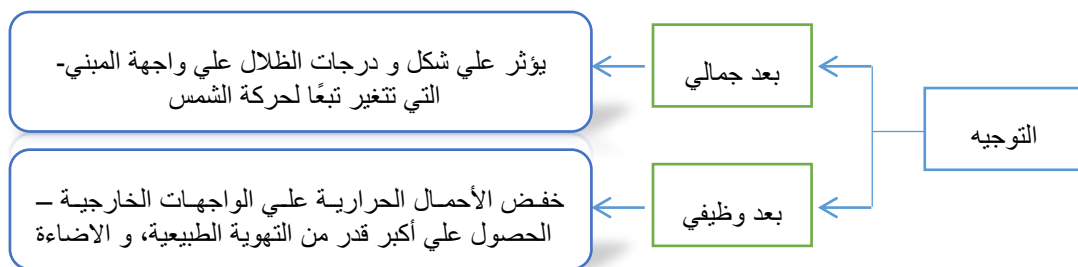 التوجيه
بعد جمالي
يؤثر علي شكل و درجات الظلال علي واجهة المبني-
التي تتغير تبعًا لحركة الشمس
بعد وظيفي
خفض الأحمال الحرارية علي الواجهات الخارجية –
الحصول علي أكبر قدر من التهوية الطبيعية، و الاضاءة